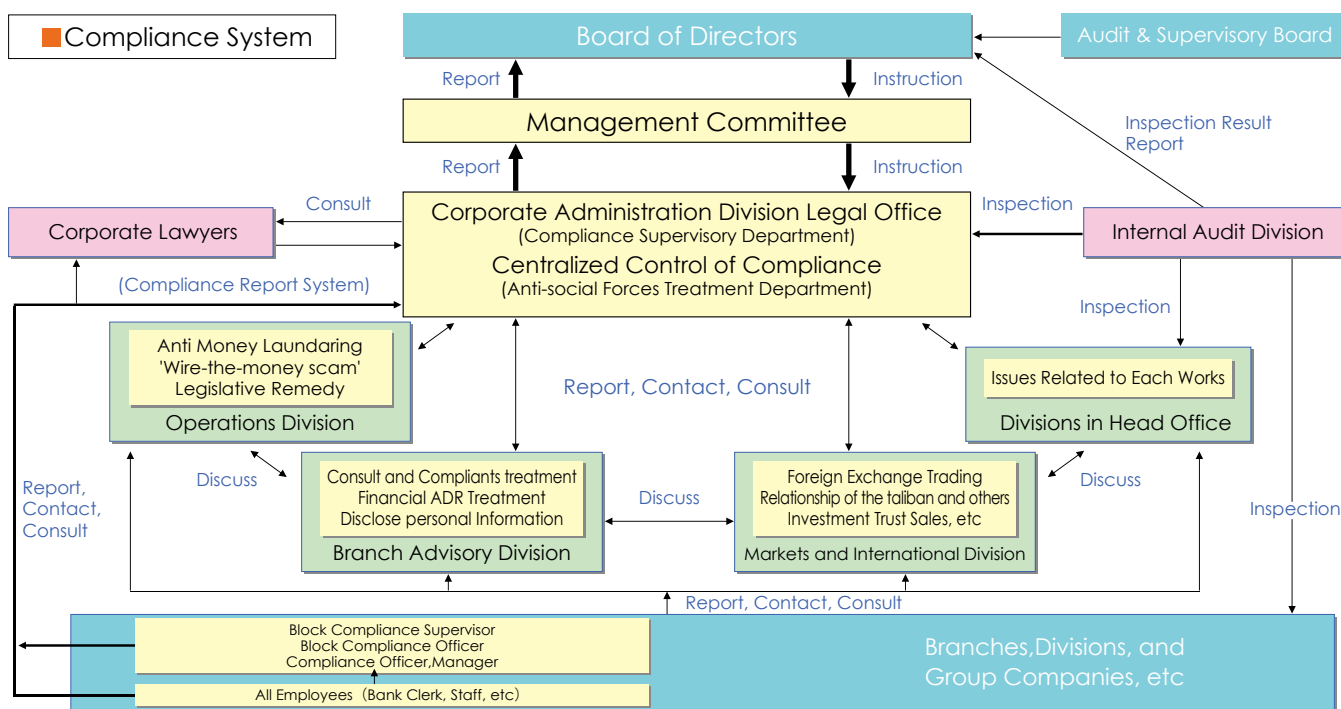 Compliance System
Board of Directors
Audit & Supervisory Board
Report
Instruction
Management Committee
Inspection Result
Report
Report
Instruction
Consult
Corporate Lawyers
Corporate Administration Division Legal Office
(Compliance Supervisory Department)
Centralized Control of Compliance
(Anti-social Forces Treatment Department)
Inspection
Internal Audit Division
(Compliance Report System)
Inspection
Anti Money Laundaring
'Wire-the-money scam'
Legislative Remedy
Operations Division
Report, Contact, Consult
Issues Related to Each Works
Divisions in Head Office
Report,
Contact,
Consult
Discuss
Consult and Compliants treatment
Financial ADR Treatment
Disclose personal Information
Branch Advisory Division
Discuss
Foreign Exchange Trading
Relationship of the taliban and others
Investment Trust Sales, etc
Markets and International Division
Discuss
Inspection
Report, Contact, Consult
Block Compliance Supervisor
Block Compliance Officer
Compliance Officer,Manager
All Employees（Bank Clerk, Staff, etc）
Branches,Divisions, and
Group Companies, etc